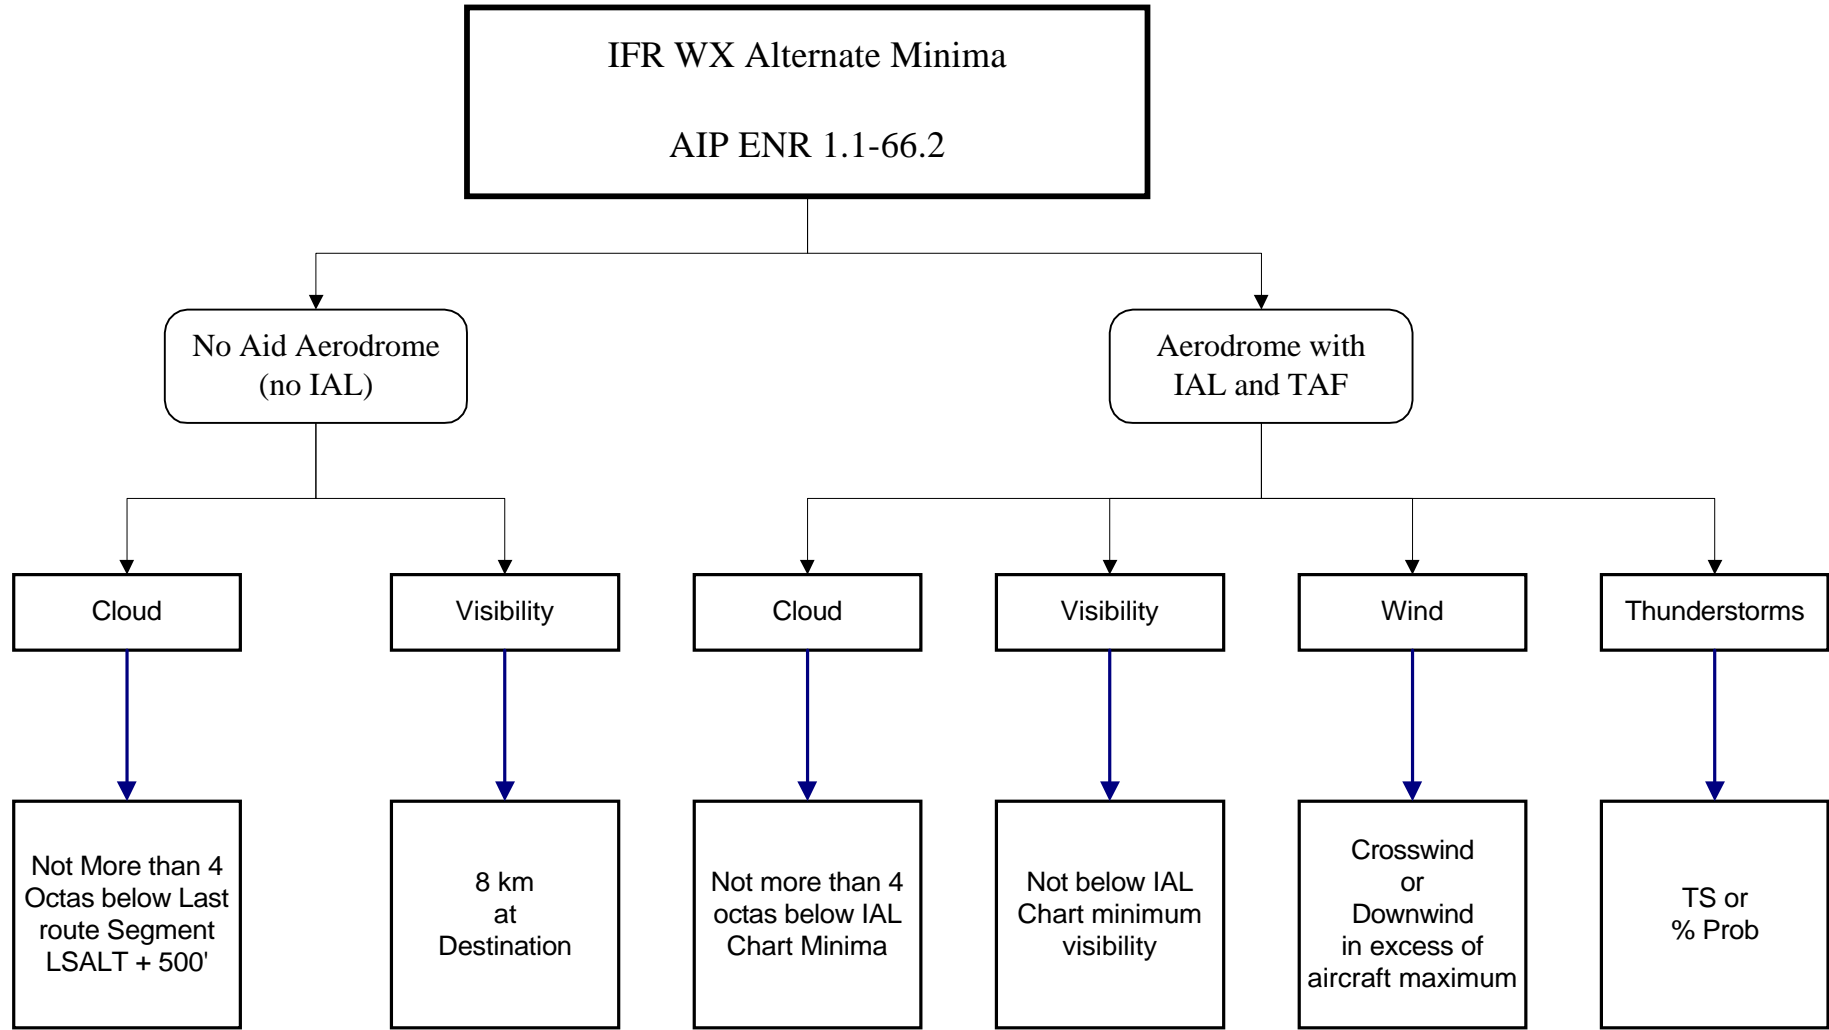 IFR WX Alternate Minima
AIP ENR 1.1-66.2
No Aid Aerodrome
(no IAL)
Aerodrome with
IAL and TAF
Cloud
Visibility
Cloud
Visibility
Wind
Thunderstorms
Not More than 4
Octas below Last
route Segment
LSALT + 500'
8 km
at
Destination
Not more than 4
octas below IAL
Chart Minima
Not below IAL
Chart minimum
visibility
Crosswind
or
Downwind
in excess of
aircraft maximum
TS or
% Prob